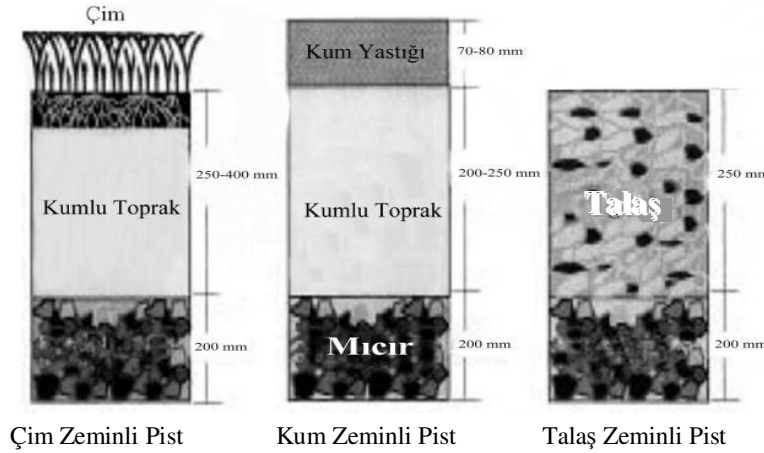 Çim
250-400 mm
Kumlu Toprak
200 mm
Çim Zeminli Pist
Kum Yastığı
70-80 mm
200-250 mm
Kumlu Toprak
Mıcır
200 mm
Kum Zeminli Pist
250 mm
Talaş
200 mm
Talaş Zeminli Pist